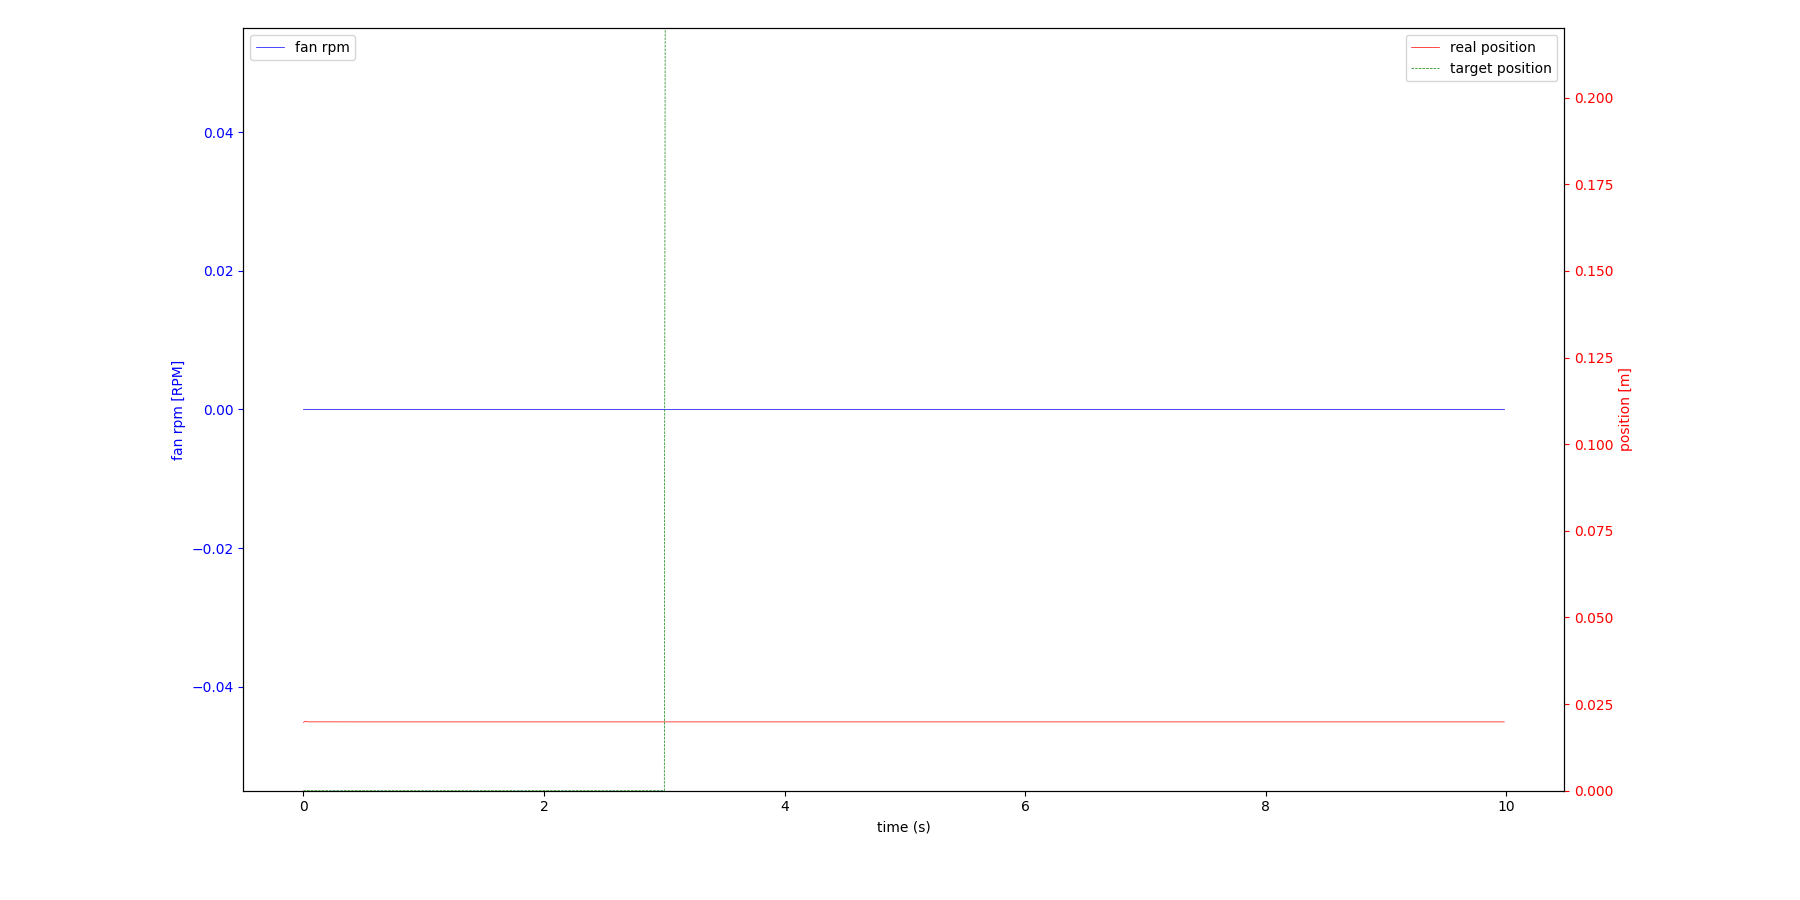 fan rpm
real position
target position
0.04
0.02
0.00
−0.02
−0.04
fan rpm [RPM]
0.200
0.175
0.150
0.125
0.100
0.075
0.050
0.025
0.000
position [m]
0 2 4 6 8 10
time (s)